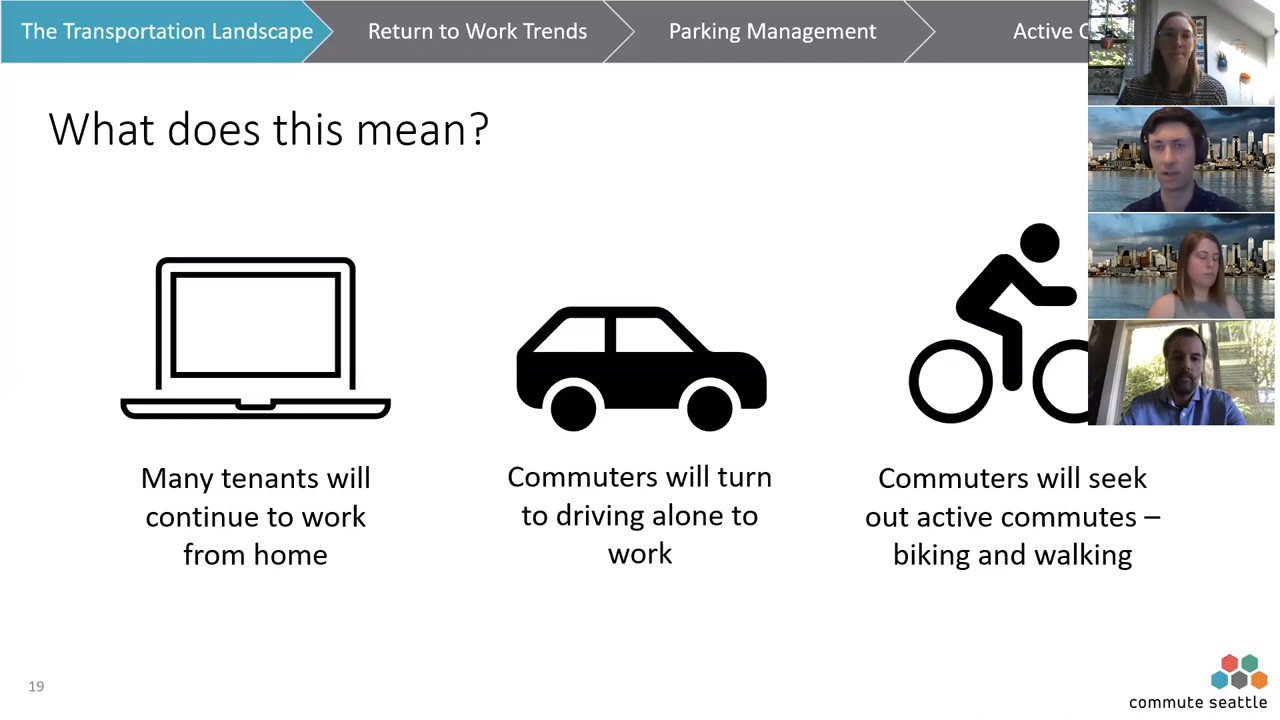 The Transportation Landscape
Return to Work Trends
Parking Management
Active
What does this mean?
Many tenants will
continue to work
from home
Commuters will turn
to driving alone to
work
Commuters will seek
out active commutes –
biking and walking
19
commute seattle